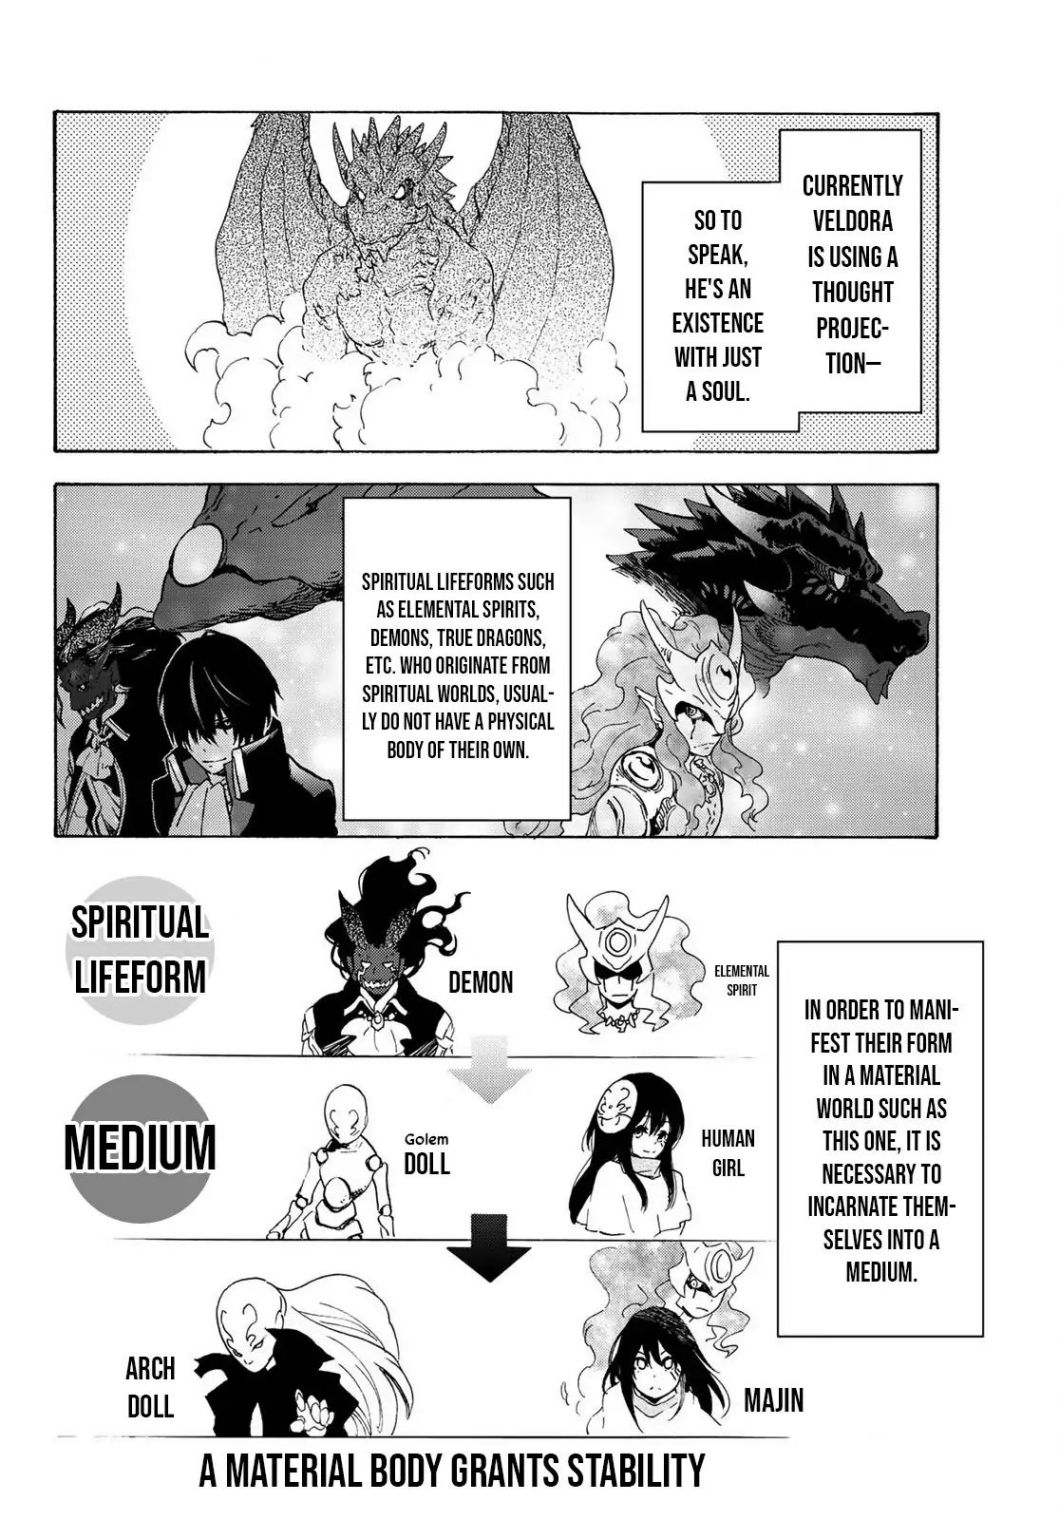 CURRENTLY
VELDORA
IS USING A
THOUGHT
PROJEC-
TION—
SO TO
SPEAK,
HE'S AN
EXISTENCE
WITH JUST
A SOUL.
SPIRITUAL LIFEFORMS SUCH
AS ELEMENTAL SPIRITS,
DEMONS, TRUE DRAGONS,
ETC. WHO ORIGINATE FROM
SPIRITUAL WORLDS, USUAL-
LY DO NOT HAVE A PHYSICAL
BODY OF THEIR OWN.
SPIRITUAL
LIFEFORM
DEMON
ELEMENTAL
SPIRIT
IN ORDER TO MANI-
FEST THEIR FORM
IN A MATERIAL
WORLD SUCH AS
THIS ONE, IT IS
NECESSARY TO
INCARNATE THEM-
SELVES INTO A
MEDIUM.
MEDIUM
Golem
DOLL
HUMAN
GIRL
ARCH
DOLL
MAJIN
A MATERIAL BODY GRANTS STABILITY